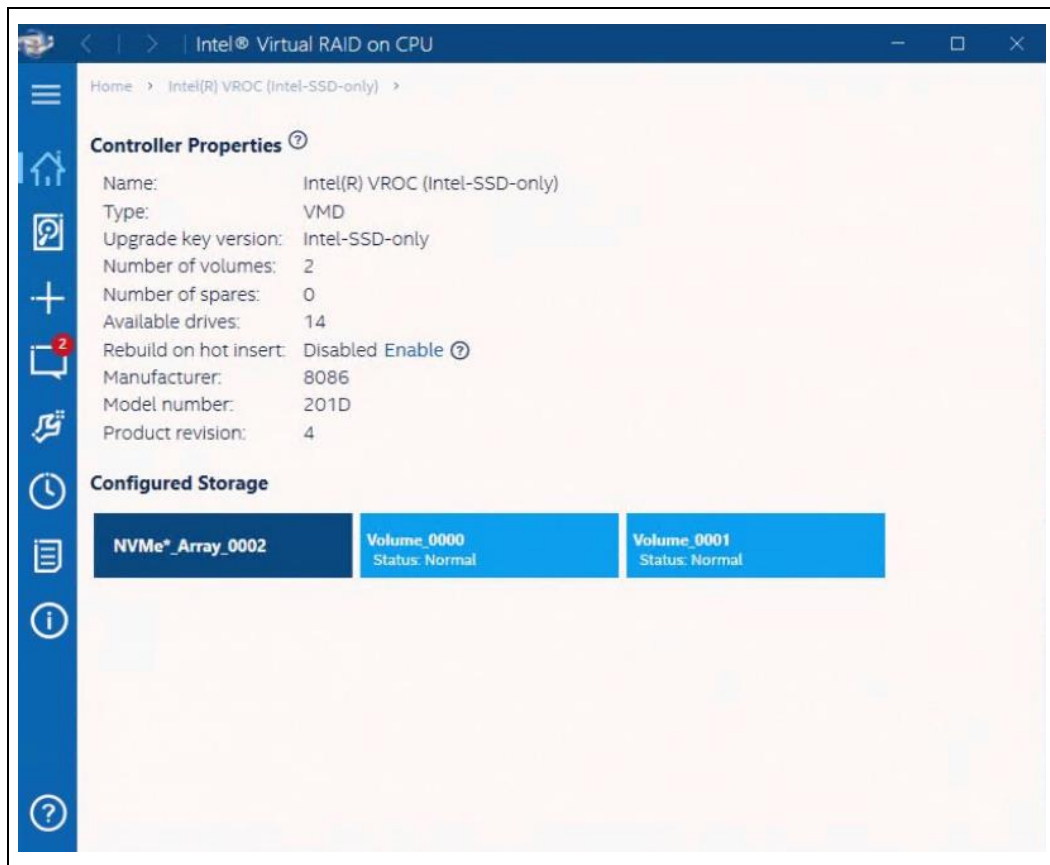 Intel® Virtual RAID on CPU
Home > Intel(R) VROC (Intel-SSD-only) >
Controller Properties ?
Name: Intel(R) VROC (Intel-SSD-only)
Type: VMD
Upgrade key version: Intel-SSD-only
Number of volumes: 2
Number of spares: 0
Available drives: 14
2
Rebuild on hot insert: Disabled Enable ?
Manufacturer: 8086
Model number: 201D
Product revision: 4
Configured Storage
NVMe*_Array_0002
Volume_0000
Status: Normal
Volume_0001
Status: Normal